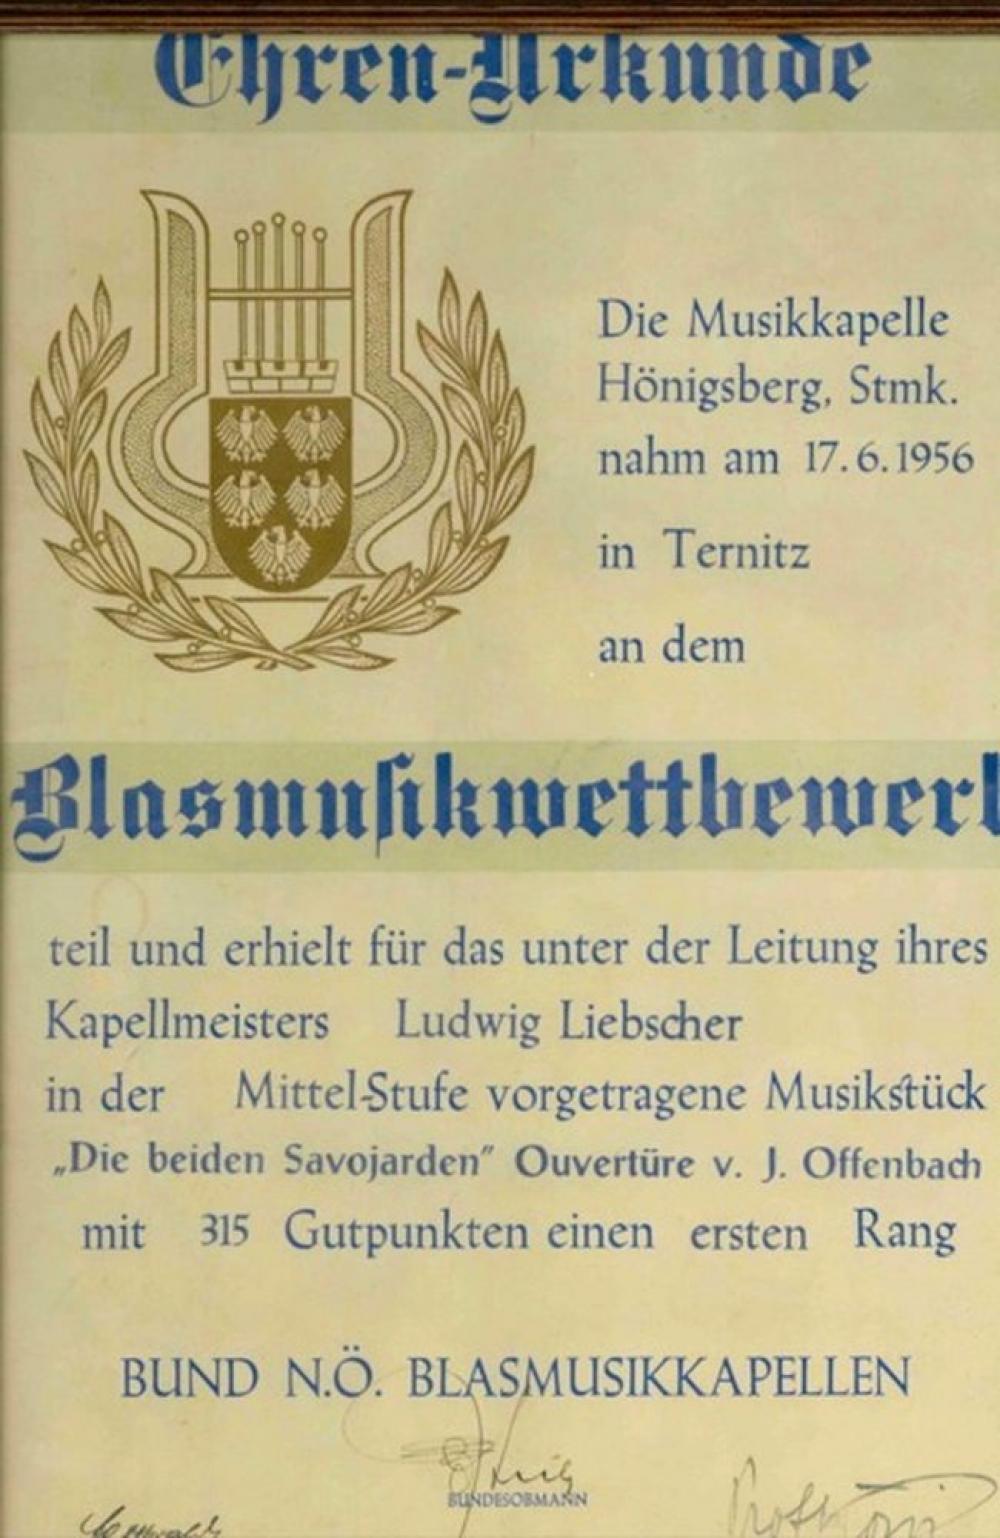 Ehren-Urkunde
Die Musikkapelle
Hönigsberg, Stmk.
nahm am 17.6.1956
in Ternitz
an dem
Blasmusikwettbewerb
teil und erhielt für das unter der Leitung ihres
Kapellmeisters Ludwig Liebscher
in der Mittel-Stufe vorgetragene Musikstück
„Die beiden Savojarden" Ouvertüre v. J. Offenbach
mit 315 Gutpunkten einen ersten Rang
BUND N.Ö. BLASMUSIKKAPELLEN
BUNDESOBMANN